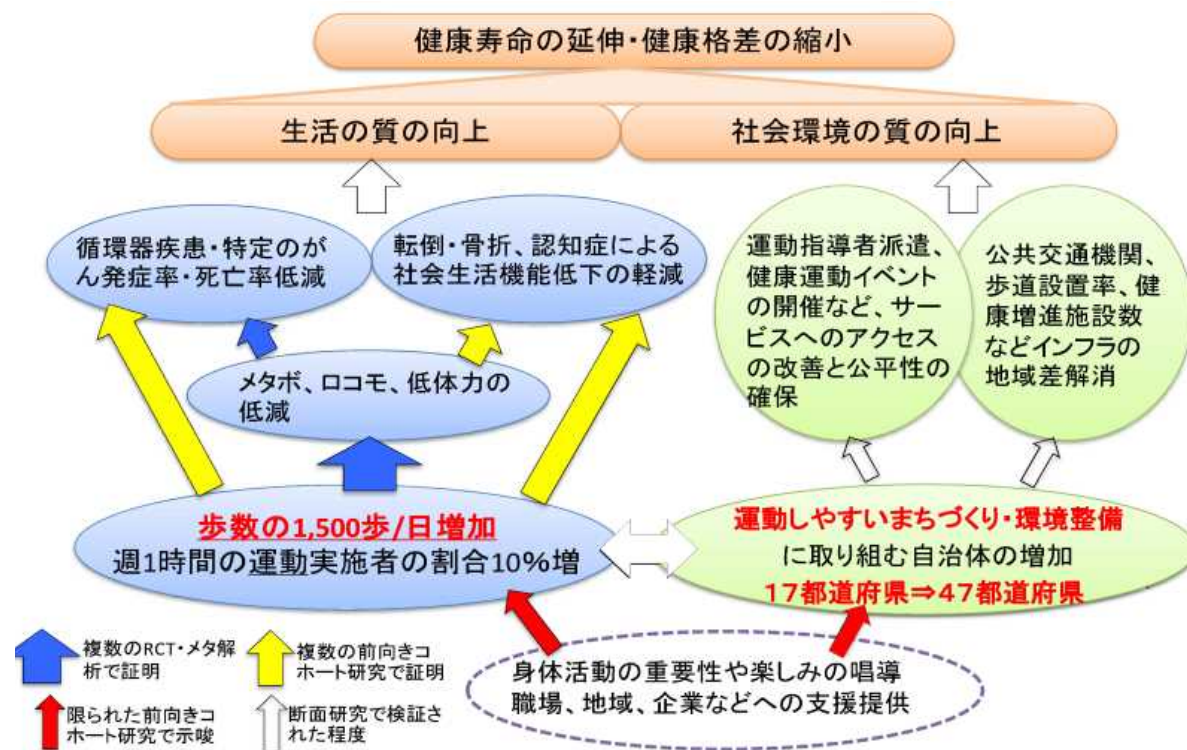 健康寿命の延伸・健康格差の縮小
生活の質の向上
社会環境の質の向上
循環器疾患・特定のが
ん発症率・死亡率低減
転倒・骨折、認知症による
社会生活機能低下の軽減
運動指導者派遣、
健康運動イベント
の開催など、サー
ビスへのアクセス
の改善と公平性の
確保
公共交通機関、
歩道設置率、健
康増進施設数
などインフラの
地域差解消
メタボ、ロコモ、低体力の
低減
歩数の1,500歩/日増加
週1時間の運動実施者の割合10%増
運動しやすいまちづくり・環境整備
に取り組む自治体の増加
17都道府県⇒47都道府県
身体活動の重要性や楽しみの唱導
職場、地域、企業などへの支援提供
複数のRCT・メタ解
析で証明
複数の前向きコ
ホート研究で証明
限られた前向きコ
ホート研究で示唆
断面研究で検証さ
れた程度